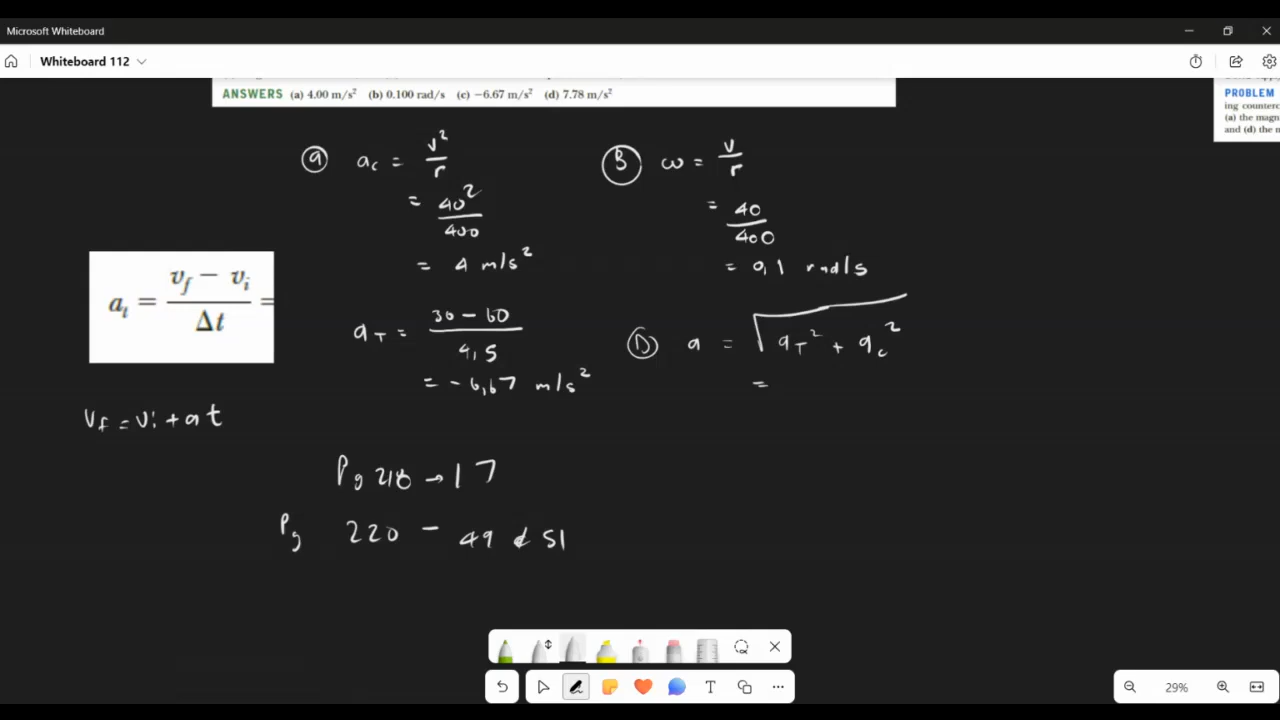 Microsoft Whiteboard
Whiteboard 112
ANSWERS (a) 4.00 m/s² (b) 0.100 rad/s (c) −6.67 m/s² (d) 7.78 m/s²
PROBLEM
ing counterc
(a) the magn
and (d) the m
a  a_c = v²/r
= 40²/400
= 4 m/s²
B  ω = v/r
= 40/400
= 0,1 rad/s
a_t = (v_f − v_i)/Δt =
a_T = (30 − 60)/4,5
= -6,67 m/s²
D  a = √(a_T² + a_c²)
=
V_f = Vi + at
Pg 218 → 17
Pg 220 - 49 & 51
29%